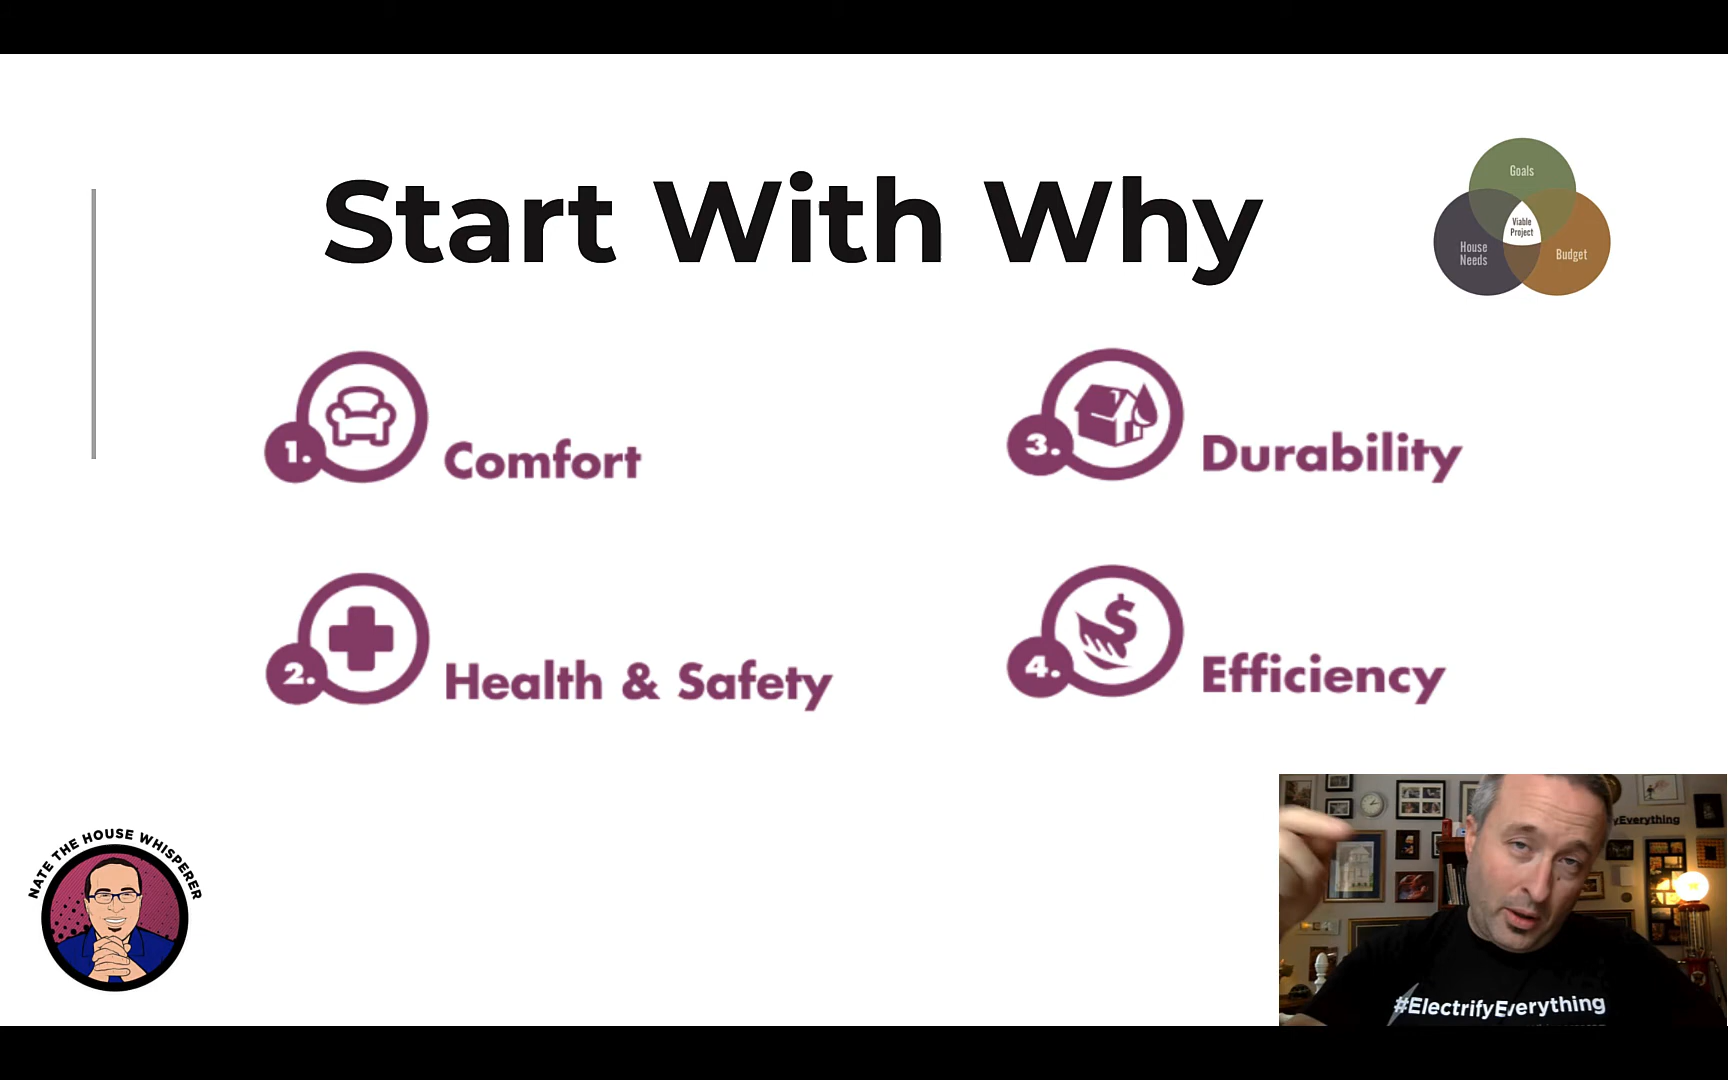 Start With Why
Goals
Viable
Project
House
Needs
Budget
1.
Comfort
3.
Durability
2.
Health & Safety
4.
Efficiency
NATE THE HOUSE WHISPERER
yEverything
#ElectrifyEverything